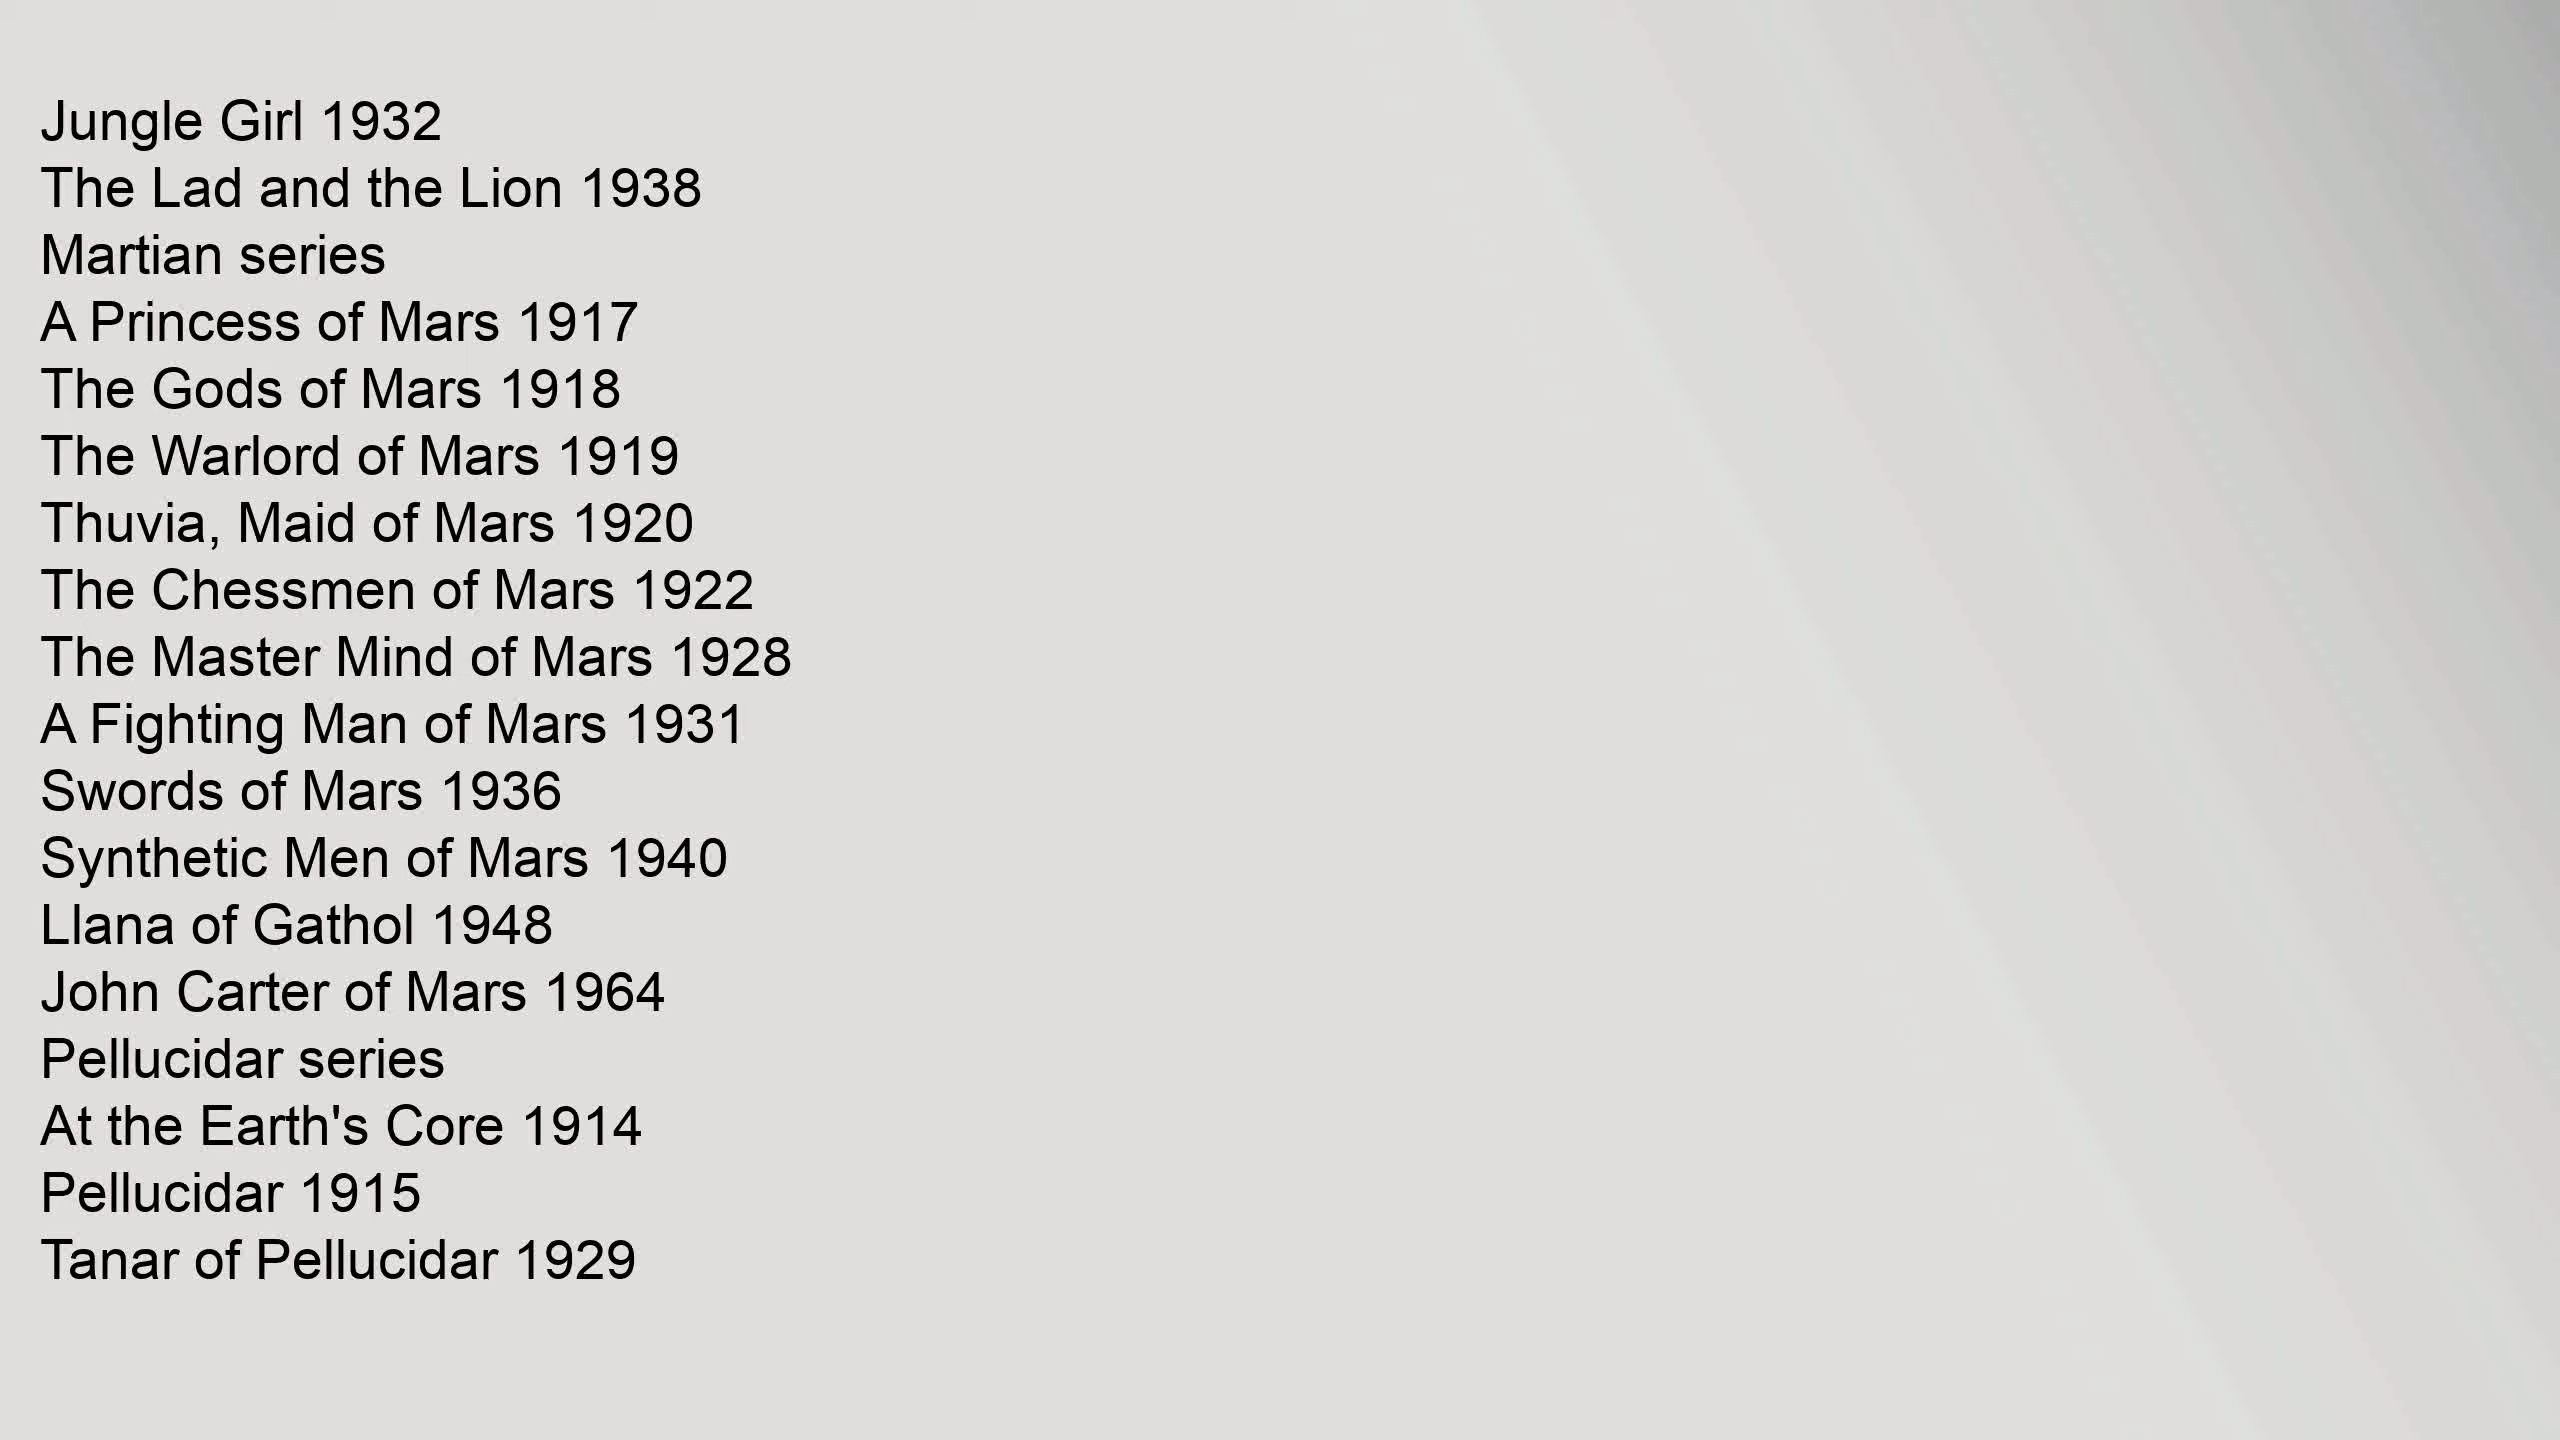 Jungle Girl 1932
The Lad and the Lion 1938
Martian series
A Princess of Mars 1917
The Gods of Mars 1918
The Warlord of Mars 1919
Thuvia, Maid of Mars 1920
The Chessmen of Mars 1922
The Master Mind of Mars 1928
A Fighting Man of Mars 1931
Swords of Mars 1936
Synthetic Men of Mars 1940
Llana of Gathol 1948
John Carter of Mars 1964
Pellucidar series
At the Earth's Core 1914
Pellucidar 1915
Tanar of Pellucidar 1929